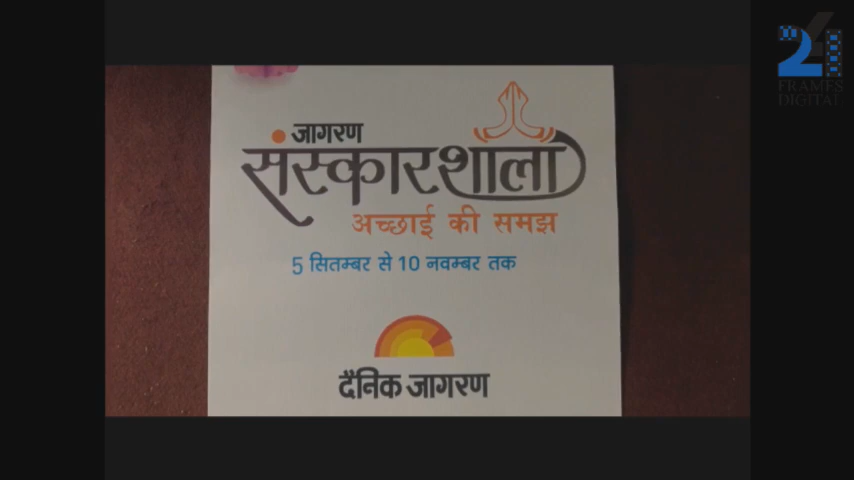 24
FRAMES
DIGITAL
जागरण
संस्कारशाला
अच्छाई की समझ
5 सितम्बर से 10 नवम्बर तक
दैनिक जागरण